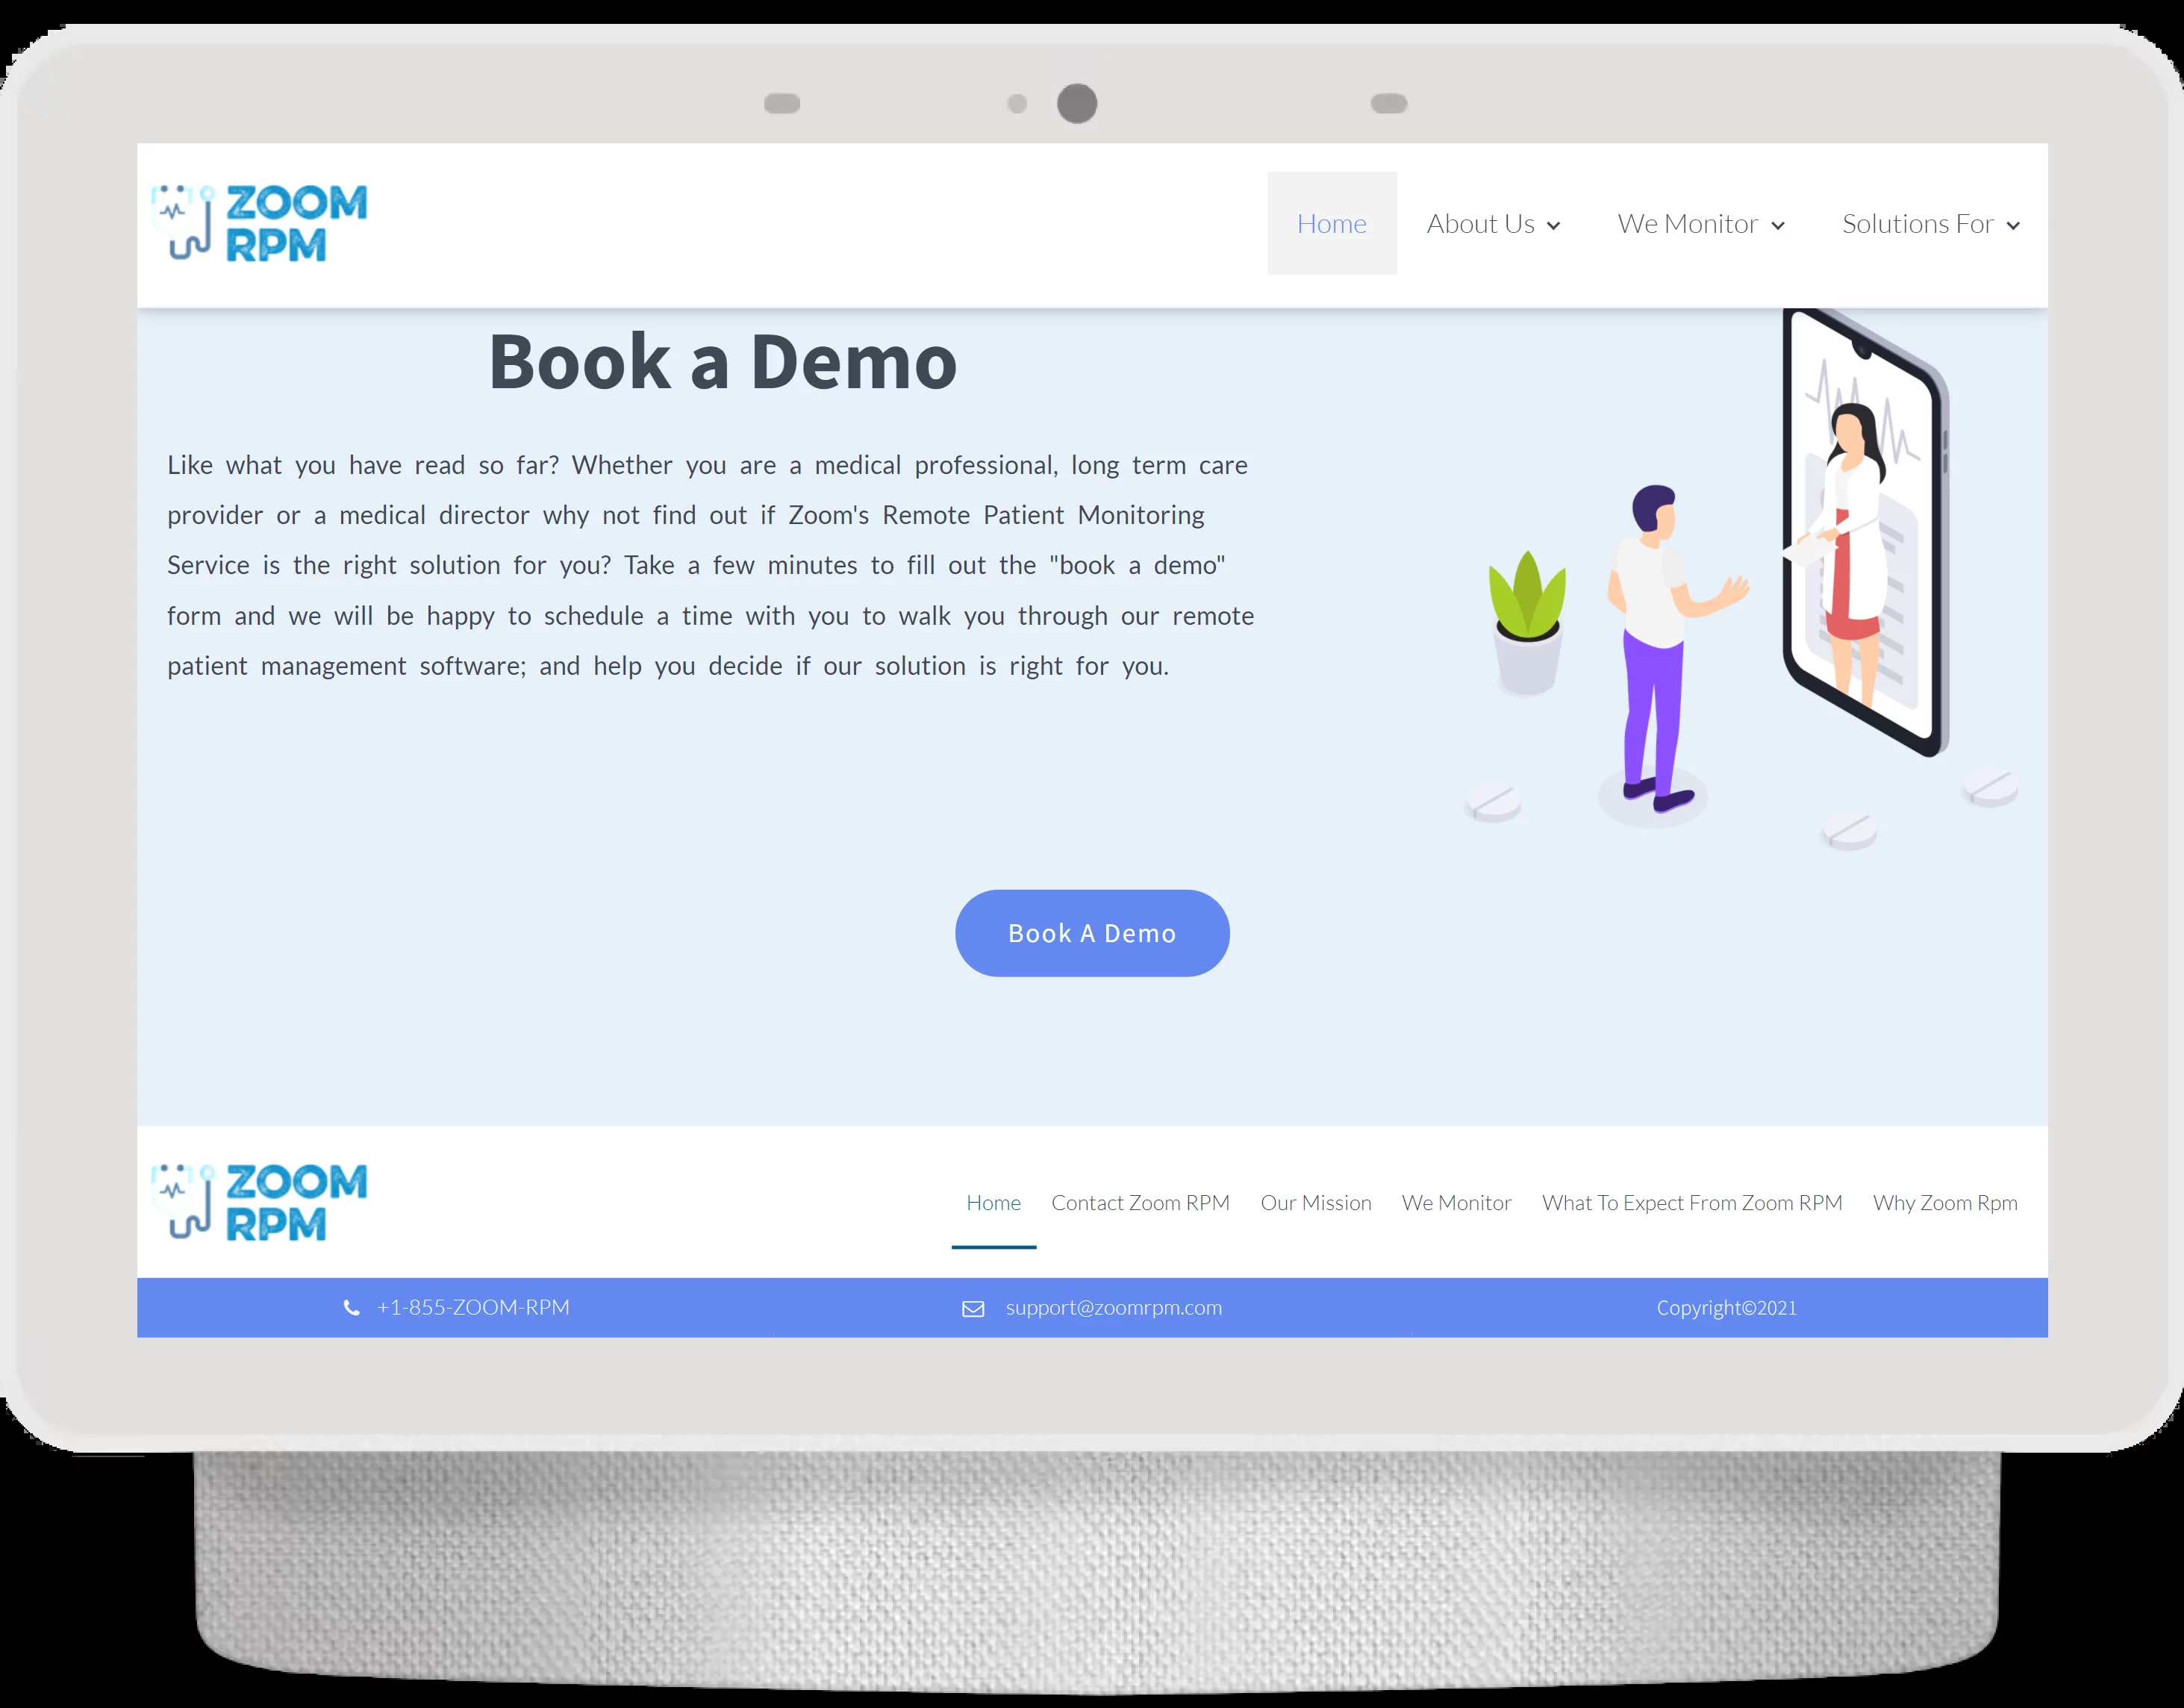 ZOOM
RPM
Home
About Us
We Monitor
Solutions For
Book a Demo
Like what you have read so far? Whether you are a medical professional, long term care
provider or a medical director why not find out if Zoom's Remote Patient Monitoring
Service is the right solution for you? Take a few minutes to fill out the "book a demo"
form and we will be happy to schedule a time with you to walk you through our remote
patient management software; and help you decide if our solution is right for you.
Book A Demo
ZOOM
RPM
Home
Contact Zoom RPM
Our Mission
We Monitor
What To Expect From Zoom RPM
Why Zoom Rpm
+1-855-ZOOM-RPM
support@zoomrpm.com
Copyright©2021